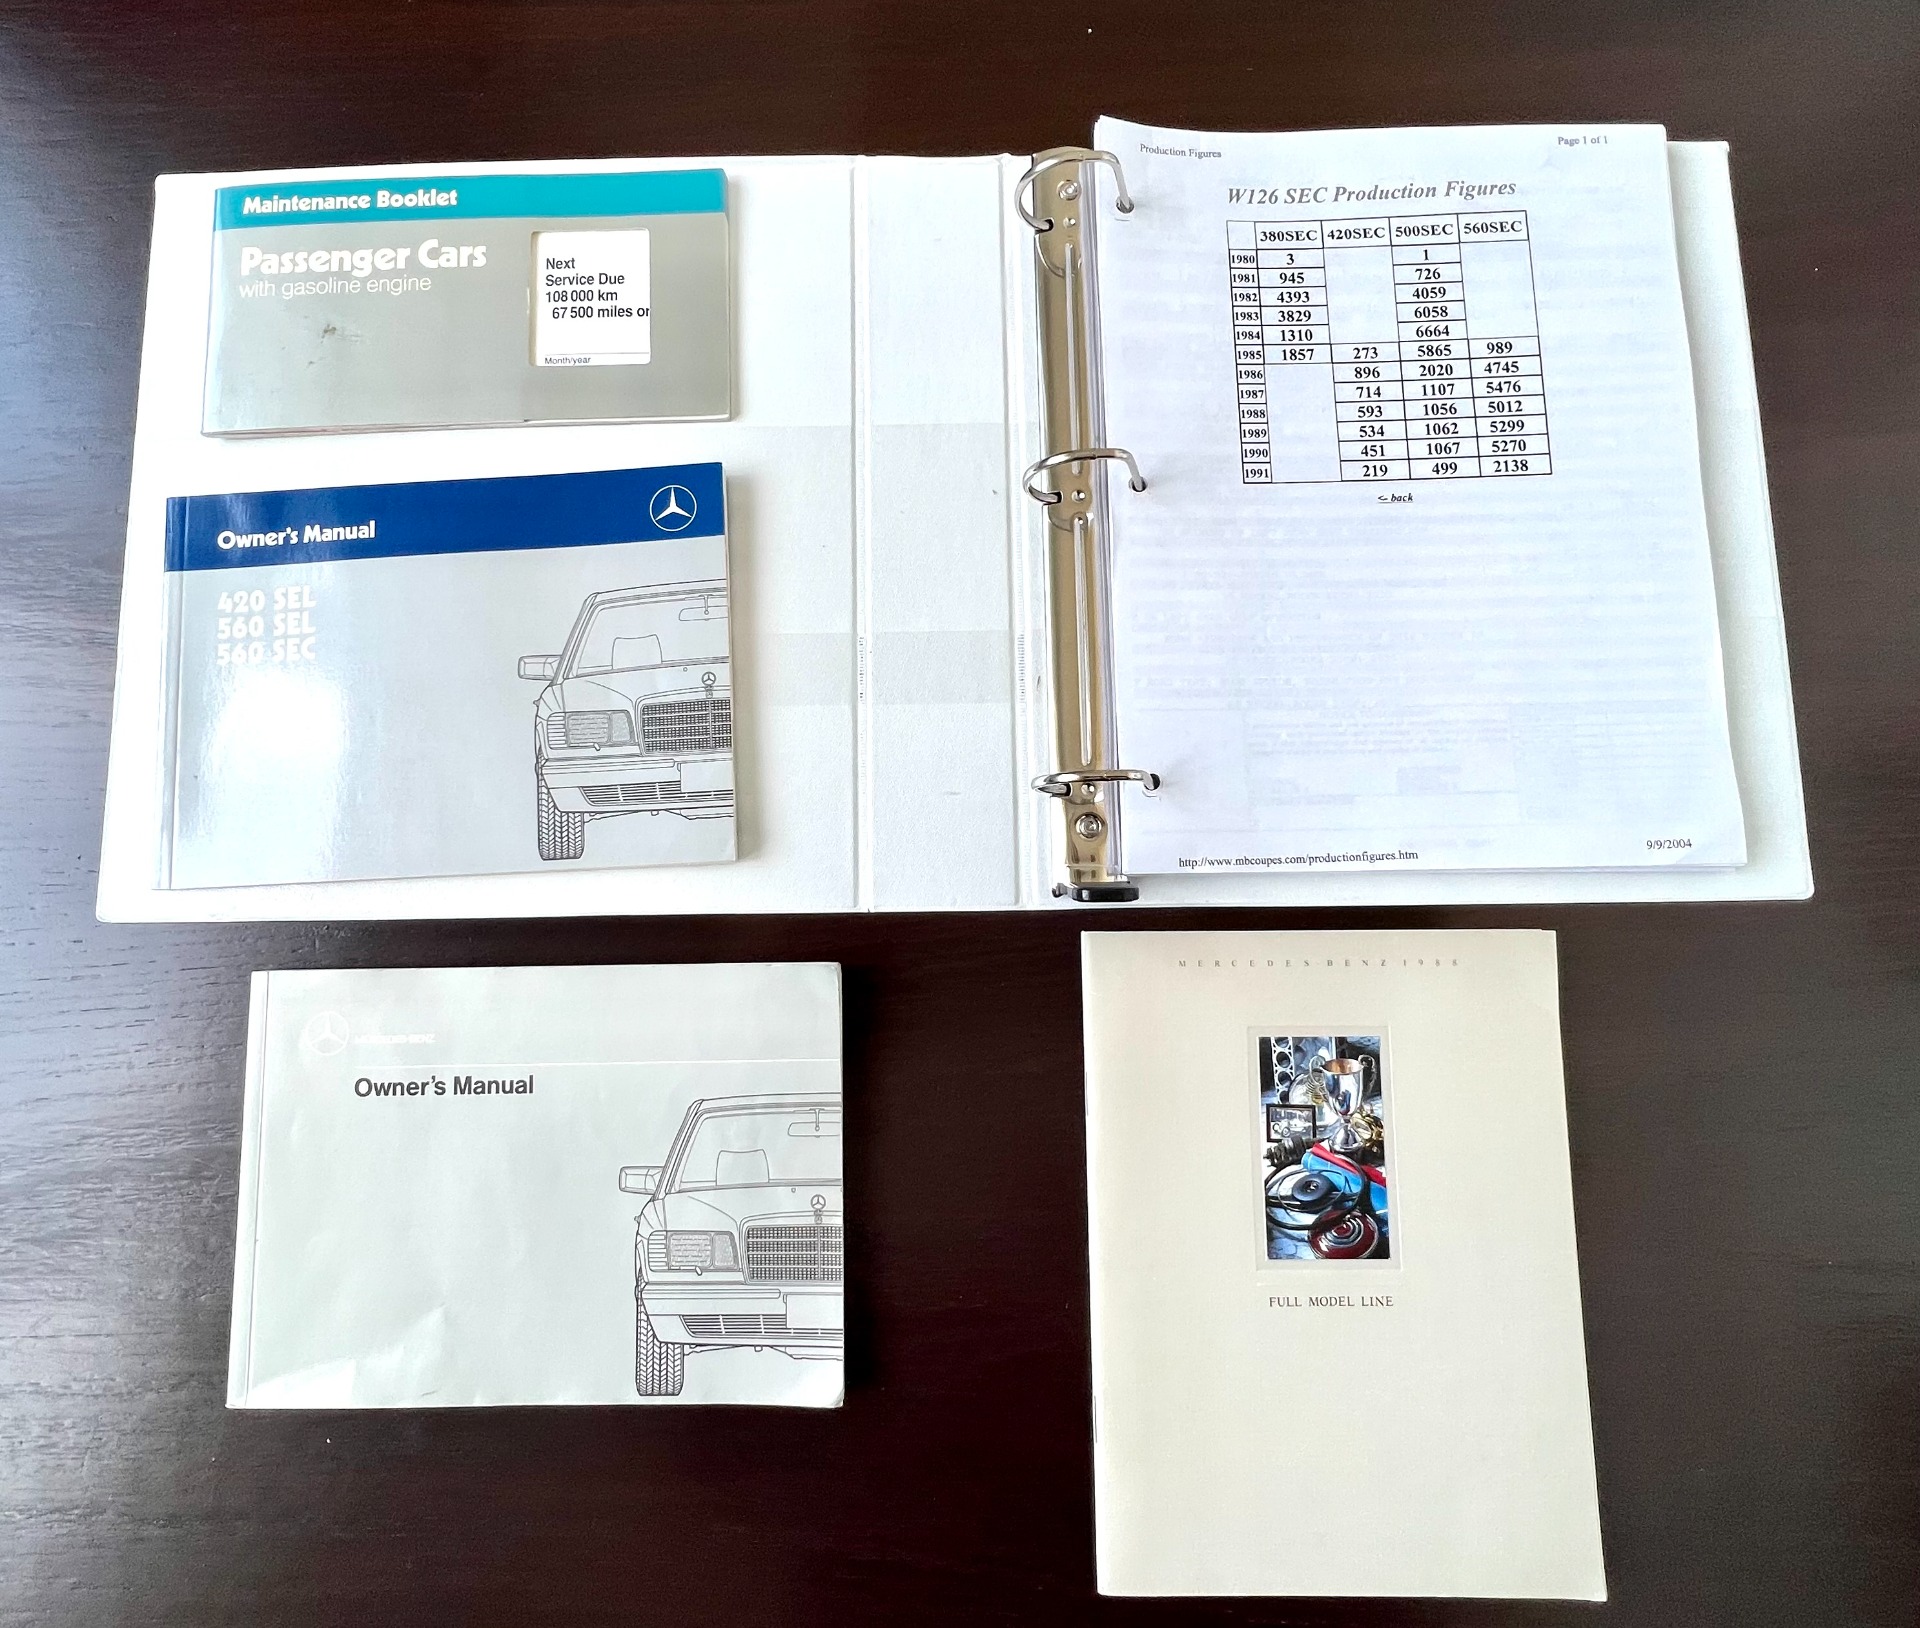 Maintenance Booklet
Passenger Cars
with gasoline engine
Next
Service Due
108 000 km
67 500 miles or
Month/year
Owner's Manual
420 SEL
560 SEL
560 SEC
Production Figures
Page 1 of 1
W126 SEC Production Figures
380SEC 420SEC 500SEC 560SEC
1980 3 1
1981 945 726
1982 4393 4059
1983 3829 6058
1984 1310 6664
1985 1857 273 5865 989
1986 896 2020 4745
1987 714 1107 5476
1988 593 1056 5012
1989 534 1062 5299
1990 451 1067 5270
1991 219 499 2138
<- back
http://www.mbcoupes.com/productionfigures.htm
9/9/2004
MERCEDES-BENZ
Owner's Manual
MERCEDES-BENZ 1988
FULL MODEL LINE